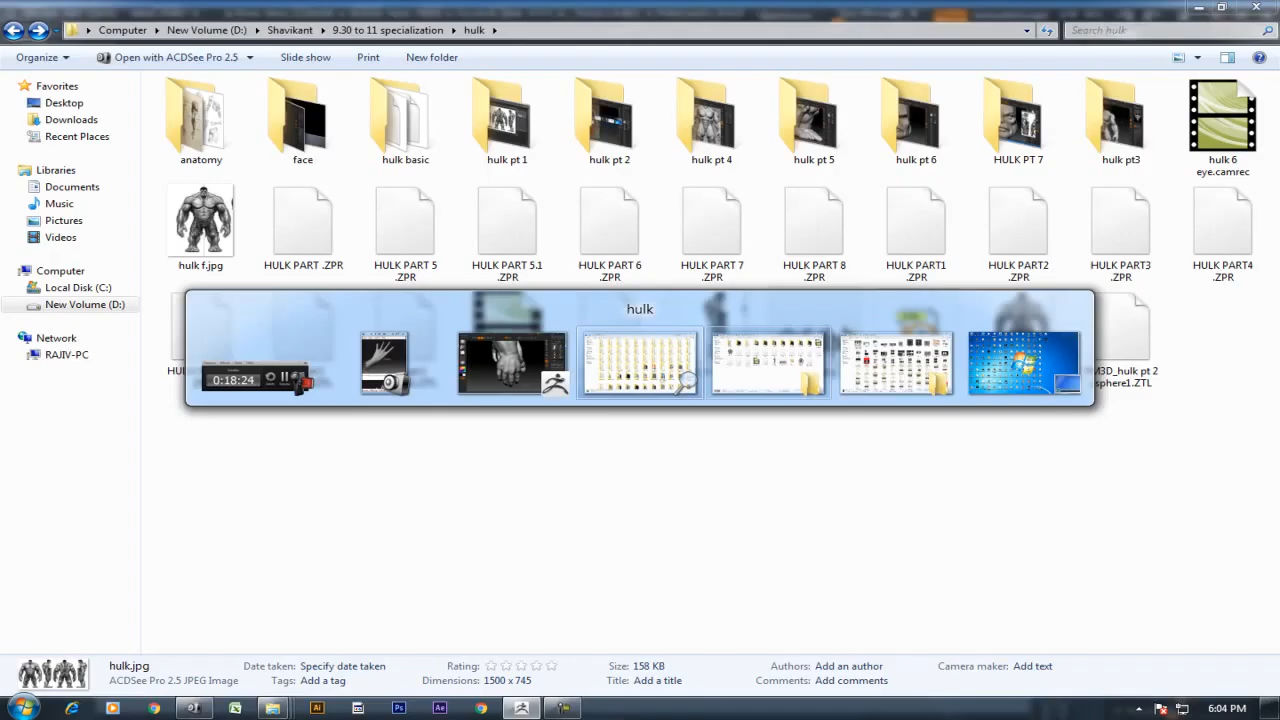 Computer ▸ New Volume (D:) ▸ Shavikant ▸ 9.30 to 11 specialization ▸ hulk ▸
Search hulk
Organize
Open with ACDSee Pro 2.5
Slide show
Print
New folder
Favorites
Desktop
Downloads
Recent Places
Libraries
Documents
Music
Pictures
Videos
Computer
Local Disk (C:)
New Volume (D:)
Network
RAJIV-PC
anatomy
face
hulk basic
hulk pt 1
hulk pt 2
hulk pt 4
hulk pt 5
hulk pt 6
HULK PT 7
hulk pt3
hulk 6
eye.camrec
hulk f.jpg
HULK PART .ZPR
HULK PART 5
.ZPR
HULK PART 5.1
.ZPR
HULK PART 6
.ZPR
HULK PART 7
.ZPR
HULK PART 8
.ZPR
HULK PART1
.ZPR
HULK PART2
.ZPR
HULK PART3
.ZPR
HULK PART4
.ZPR
hulk
0:18:24
M3D_hulk pt 2
sphere1.ZTL
hulk.jpg
ACDSee Pro 2.5 JPEG Image
Date taken: Specify date taken
Tags: Add a tag
Rating:
Dimensions: 1500 x 745
Size: 158 KB
Title: Add a title
Authors: Add an author
Comments: Add comments
Camera maker: Add text
Ai
Ps
Ae
6:04 PM